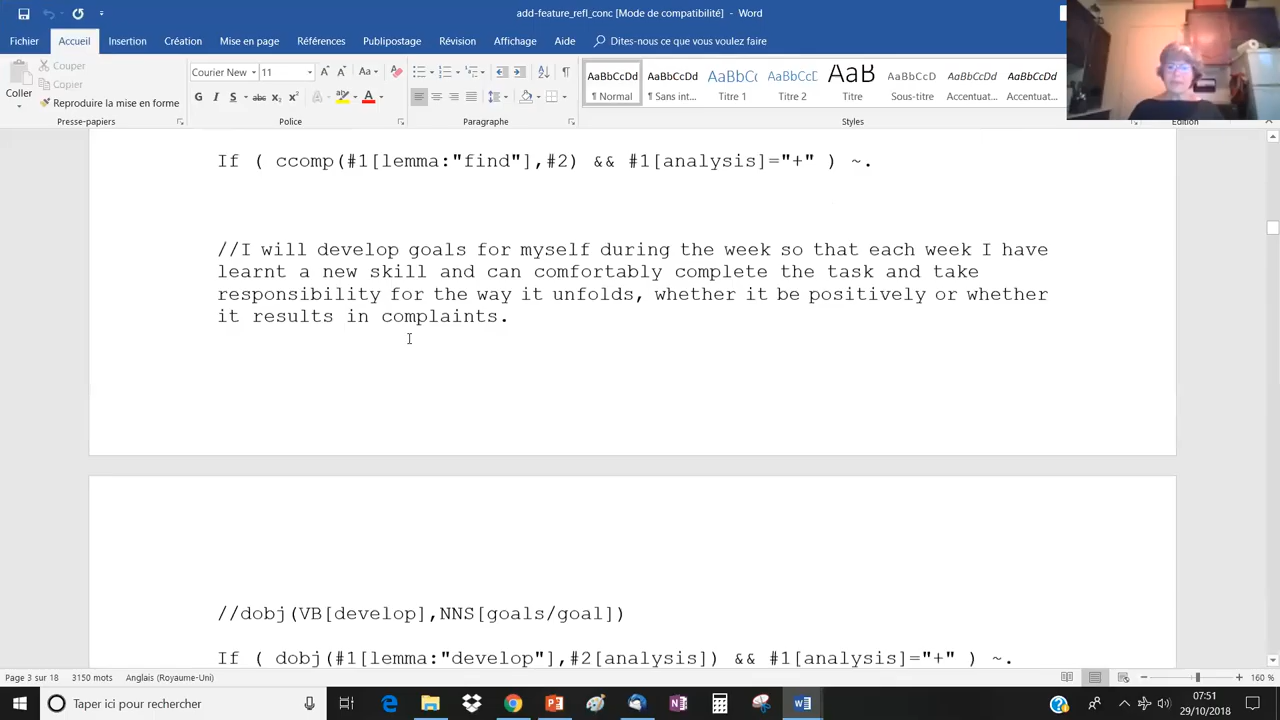 add-feature_refl_conc [Mode de compatibilité] - Word
Fichier Accueil Insertion Création Mise en page Références Publipostage Révision Affichage Aide Dites-nous ce que vous voulez faire
Couper
Copier
Coller
Reproduire la mise en forme
Presse-papiers
Courier New 11
G I S abc
Police
Paragraphe
AaBbCcDd AaBbCcDd AaBbC AaBbCcD AaB AaBbCcD AaBbCcDd AaBbCcDd
¶ Normal ¶ Sans int... Titre 1 Titre 2 Titre Sous-titre Accentuat... Accentuat...
Styles
Édition
If ( ccomp(#1[lemma:"find"],#2) && #1[analysis]="+" ) ~.
//I will develop goals for myself during the week so that each week I have
learnt a new skill and can comfortably complete the task and take
responsibility for the way it unfolds, whether it be positively or whether
it results in complaints.
//dobj(VB[develop],NNS[goals/goal])
If ( dobj(#1[lemma:"develop"],#2[analysis]) && #1[analysis]="+" ) ~.
Page 3 sur 18 3150 mots Anglais (Royaume-Uni) 160 %
Taper ici pour rechercher
07:51
29/10/2018